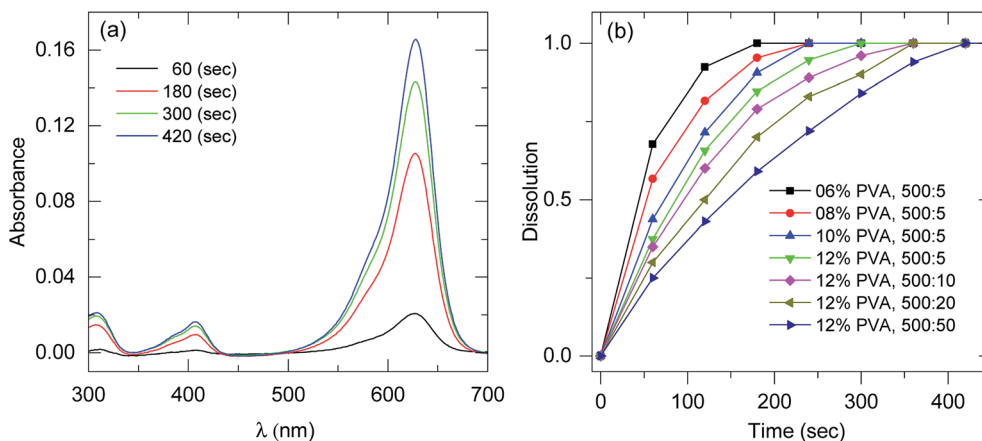 (a)
60 (sec)
180 (sec)
300 (sec)
420 (sec)
Absorbance
0.16
0.12
0.08
0.04
0.00
300 400 500 600 700
λ (nm)
(b)
Dissolution
1.0
0.5
0.0
06% PVA, 500:5
08% PVA, 500:5
10% PVA, 500:5
12% PVA, 500:5
12% PVA, 500:10
12% PVA, 500:20
12% PVA, 500:50
0 100 200 300 400
Time (sec)